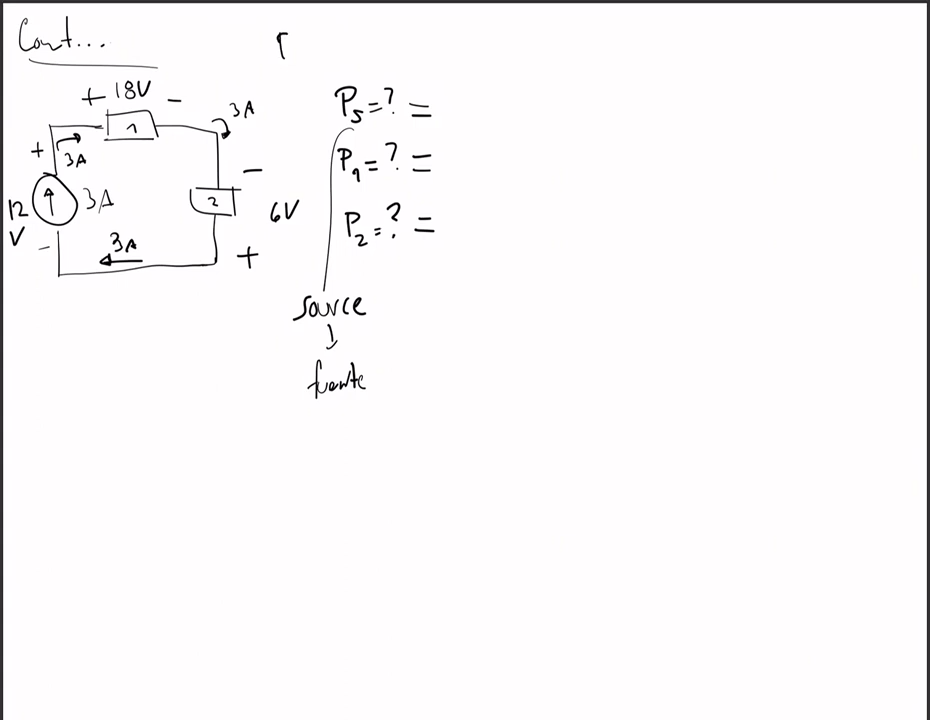 Cont...
+ 18V -
1
3A
+
3A
12 V
3A
-
-
2
6V
+
3A
Ps=? =
P1=? =
P2=? =
source
fuente